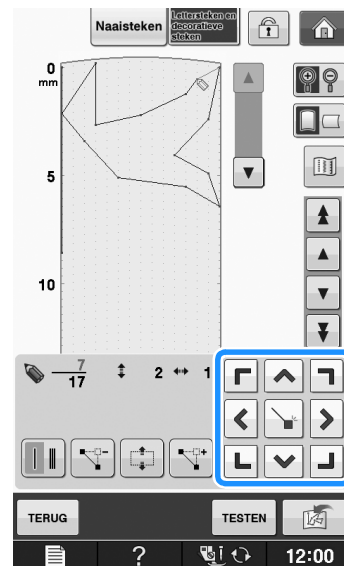 Naaisteken
Lettersteken en
decoratieve
steken
0
mm
5
10
7
17
2
1
TERUG
TESTEN
?
12:00